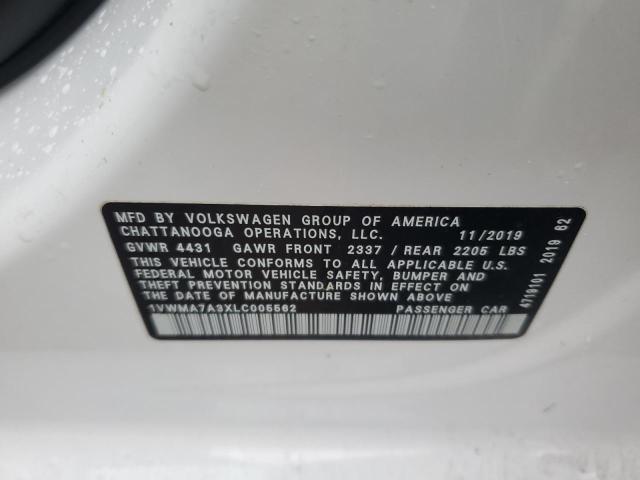 MFD BY VOLKSWAGEN GROUP OF AMERICA
CHATTANOOGA OPERATIONS, LLC. 11/2019
GVWR 4431 GAWR FRONT 2337 / REAR 2205 LBS
THIS VEHICLE CONFORMS TO ALL APPLICABLE U.S.
FEDERAL MOTOR VEHICLE SAFETY, BUMPER AND
THEFT PREVENTION STANDARDS IN EFFECT ON
THE DATE OF MANUFACTURE SHOWN ABOVE
1VWMA7A3XLC005562 PASSENGER CAR
4719101 2019 62